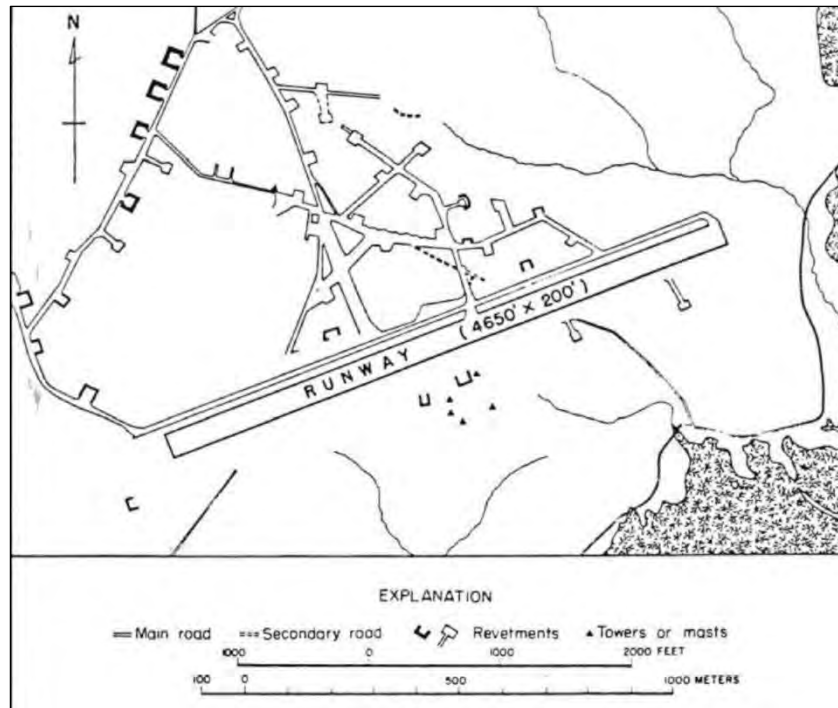 N
RUNWAY (4650' X 200')
EXPLANATION
Main road Secondary road Revetments Towers or masts
1000 0 1000 2000 FEET
100 0 500 1000 METERS